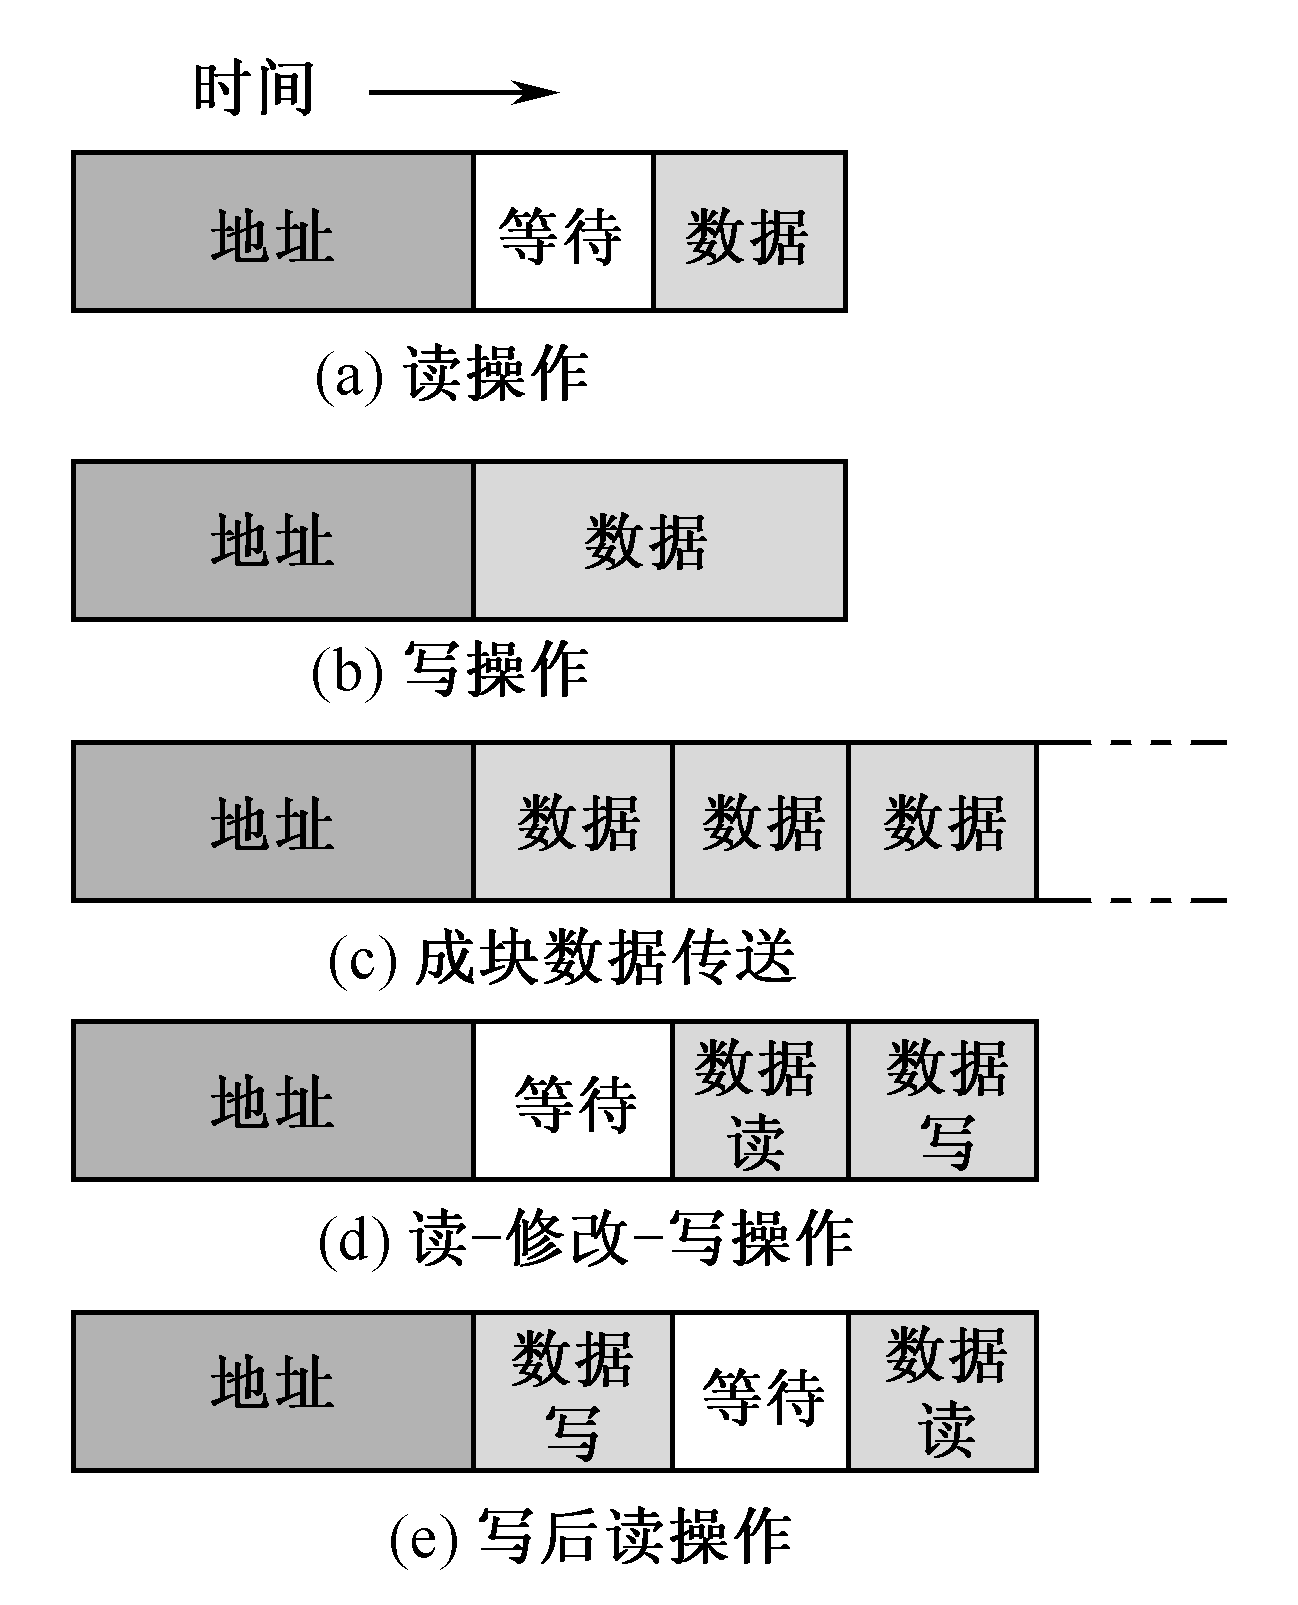 时间
地址 等待 数据
(a) 读操作
地址 数据
(b) 写操作
地址 数据 数据 数据
(c) 成块数据传送
地址 等待 数据读 数据写
(d) 读-修改-写操作
地址 数据写 等待 数据读
(e) 写后读操作